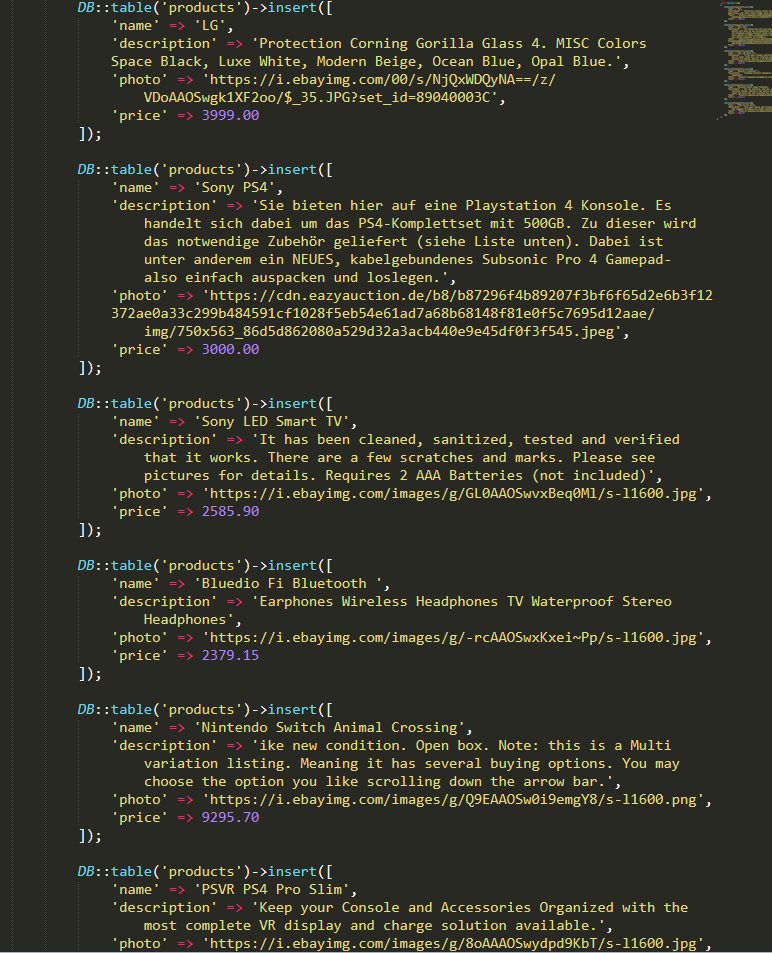 DB::table('products')->insert([
'name' => 'LG',
'description' => 'Protection Corning Gorilla Glass 4. MISC Colors
Space Black, Luxe White, Modern Beige, Ocean Blue, Opal Blue.',
'photo' => 'https://i.ebayimg.com/00/s/NjQxWDQyNA==/z/
VDoAAOSwgk1XF2oo/$_35.JPG?set_id=89040003C',
'price' => 3999.00
]);
DB::table('products')->insert([
'name' => 'Sony PS4',
'description' => 'Sie bieten hier auf eine Playstation 4 Konsole. Es
handelt sich dabei um das PS4-Komplettset mit 500GB. Zu dieser wird
das notwendige Zubehör geliefert (siehe Liste unten). Dabei ist
unter anderem ein NEUES, kabelgebundenes Subsonic Pro 4 Gamepad-
also einfach auspacken und loslegen.',
'photo' => 'https://cdn.eazyauction.de/b8/b87296f4b89207f3bf6f65d2e6b3f12
372ae0a33c299b484591cf1028f5eb54e61ad7a68b68148f81e0f5c7695d12aae/
img/750x563_86d5d862080a529d32a3acb440e9e45df0f3f545.jpeg',
'price' => 3000.00
]);
DB::table('products')->insert([
'name' => 'Sony LED Smart TV',
'description' => 'It has been cleaned, sanitized, tested and verified
that it works. There are a few scratches and marks. Please see
pictures for details. Requires 2 AAA Batteries (not included)',
'photo' => 'https://i.ebayimg.com/images/g/GL0AAOSwvxBeq0Ml/s-l1600.jpg',
'price' => 2585.90
]);
DB::table('products')->insert([
'name' => 'Bluedio Fi Bluetooth ',
'description' => 'Earphones Wireless Headphones TV Waterproof Stereo
Headphones',
'photo' => 'https://i.ebayimg.com/images/g/-rcAAOSwxKxei~Pp/s-l1600.jpg',
'price' => 2379.15
]);
DB::table('products')->insert([
'name' => 'Nintendo Switch Animal Crossing',
'description' => 'ike new condition. Open box. Note: this is a Multi
variation listing. Meaning it has several buying options. You may
choose the option you like scrolling down the arrow bar.',
'photo' => 'https://i.ebayimg.com/images/g/Q9EAAOSw0i9emgY8/s-l1600.png',
'price' => 9295.70
]);
DB::table('products')->insert([
'name' => 'PSVR PS4 Pro Slim',
'description' => 'Keep your Console and Accessories Organized with the
most complete VR display and charge solution available.',
'photo' => 'https://i.ebayimg.com/images/g/8oAAAOSwydpd9KbT/s-l1600.jpg',